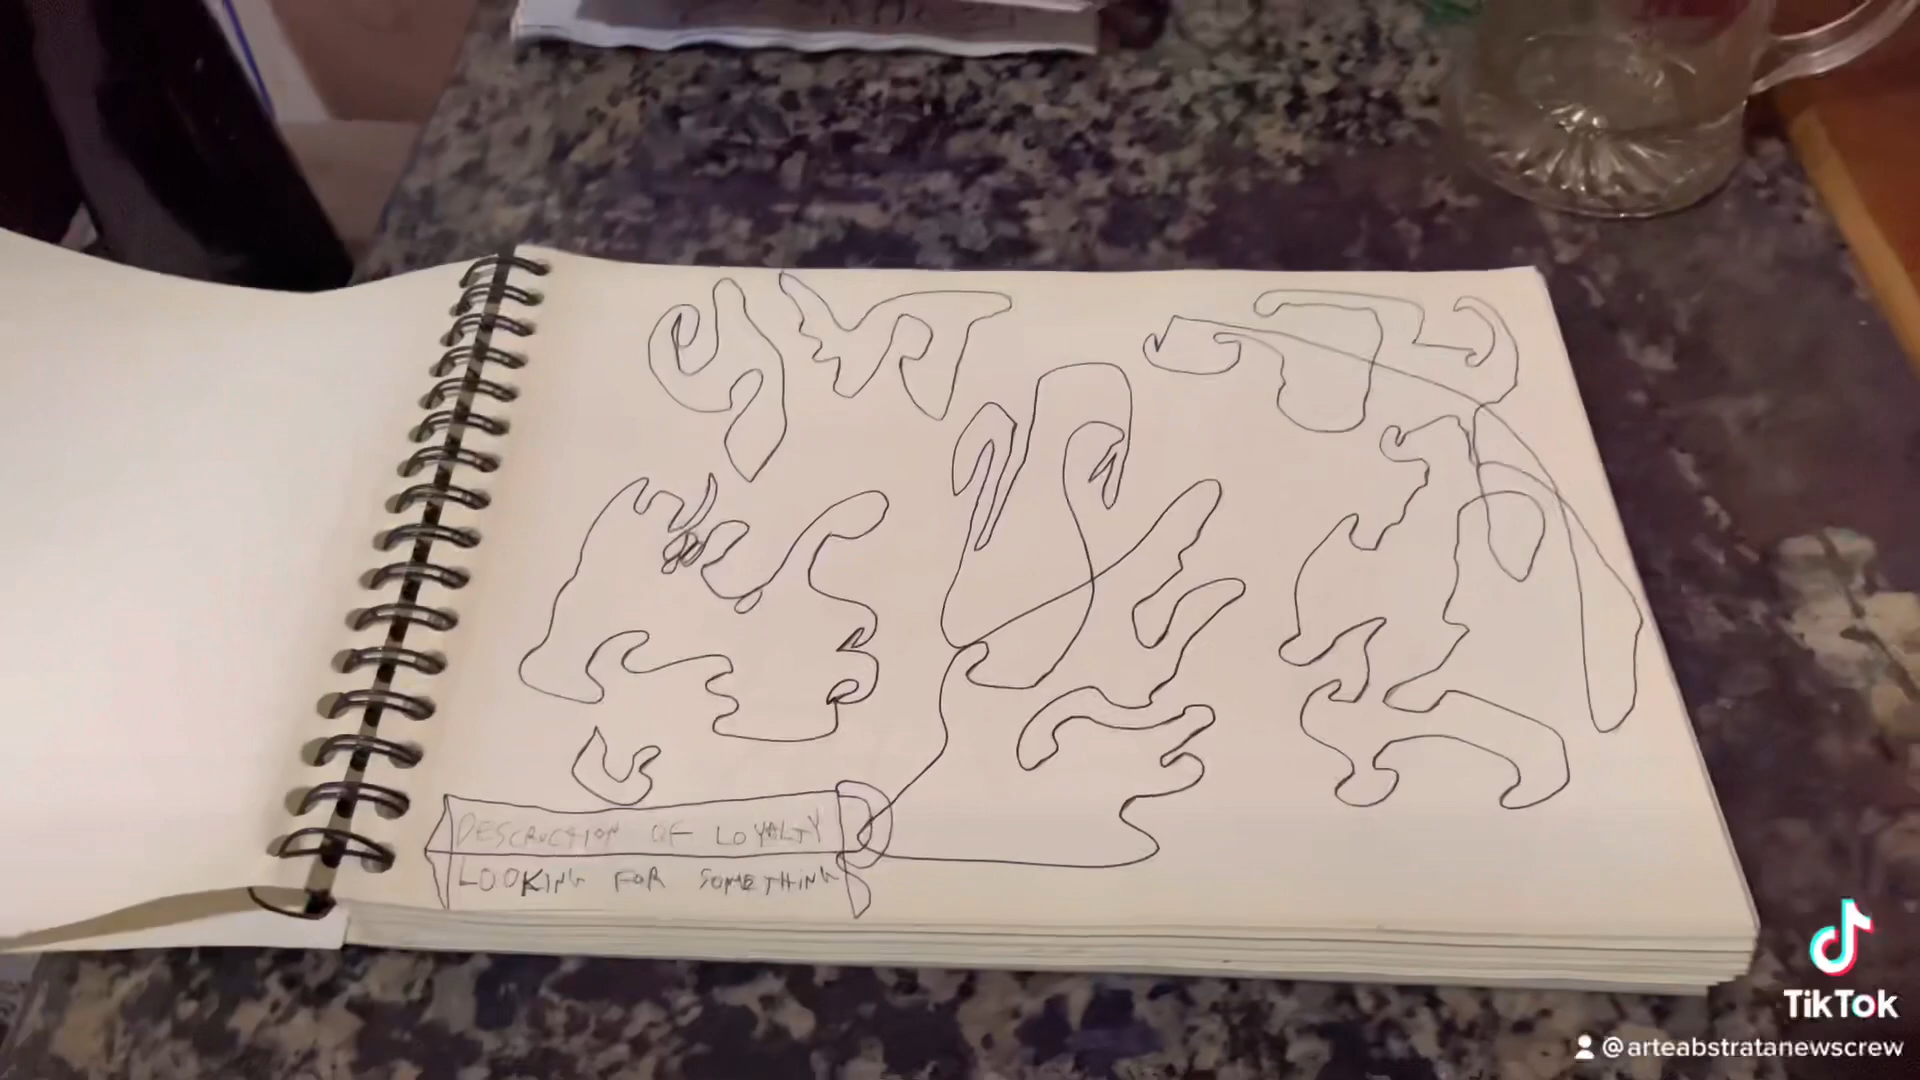 DESCRUCTION OF LOYALTY
LOOKING FOR SOMETHING
TikTok
@arteabstratanewscrew